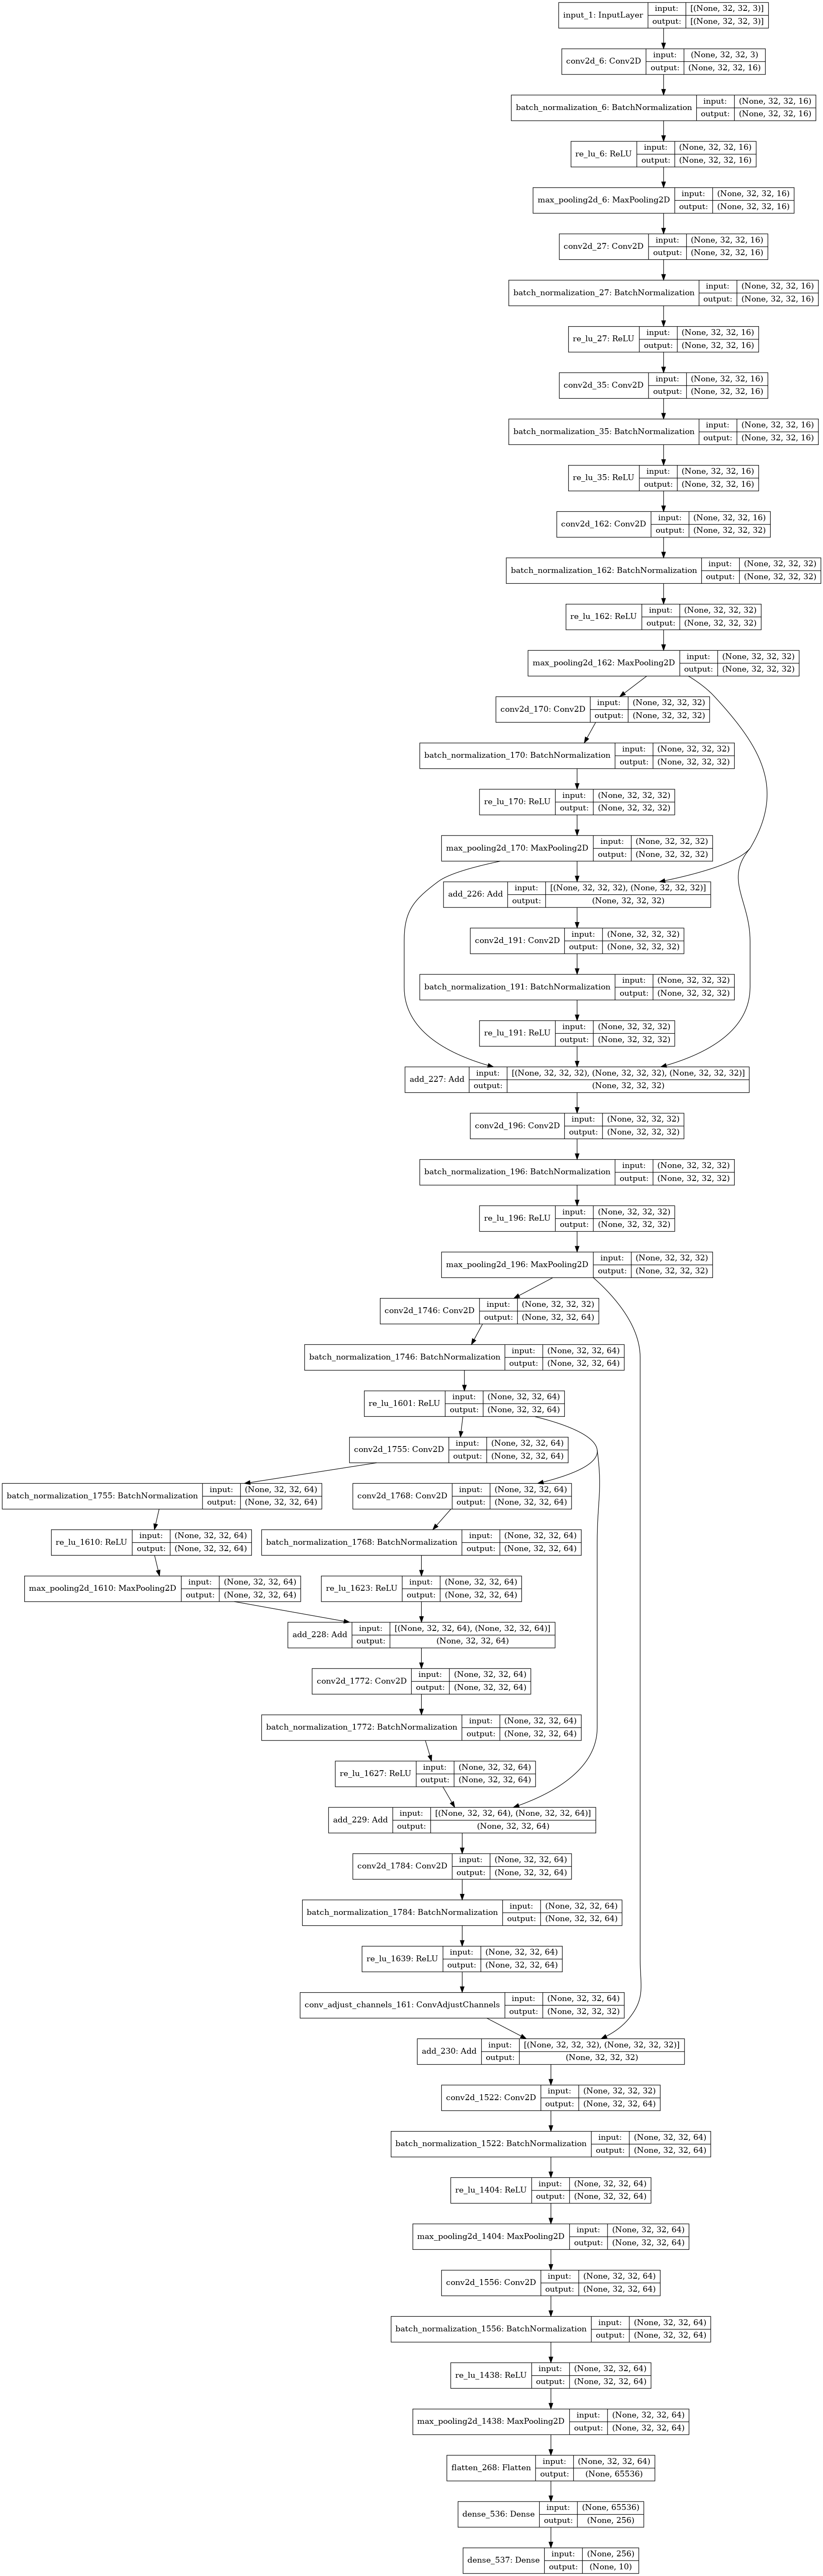 input_1: InputLayer
input: [(None, 32, 32, 3)]
output: [(None, 32, 32, 3)]
conv2d_6: Conv2D
input: (None, 32, 32, 3)
output: (None, 32, 32, 16)
batch_normalization_6: BatchNormalization
input: (None, 32, 32, 16)
output: (None, 32, 32, 16)
re_lu_6: ReLU
input: (None, 32, 32, 16)
output: (None, 32, 32, 16)
max_pooling2d_6: MaxPooling2D
input: (None, 32, 32, 16)
output: (None, 32, 32, 16)
conv2d_27: Conv2D
input: (None, 32, 32, 16)
output: (None, 32, 32, 16)
batch_normalization_27: BatchNormalization
input: (None, 32, 32, 16)
output: (None, 32, 32, 16)
re_lu_27: ReLU
input: (None, 32, 32, 16)
output: (None, 32, 32, 16)
conv2d_35: Conv2D
input: (None, 32, 32, 16)
output: (None, 32, 32, 16)
batch_normalization_35: BatchNormalization
input: (None, 32, 32, 16)
output: (None, 32, 32, 16)
re_lu_35: ReLU
input: (None, 32, 32, 16)
output: (None, 32, 32, 16)
conv2d_162: Conv2D
input: (None, 32, 32, 16)
output: (None, 32, 32, 32)
batch_normalization_162: BatchNormalization
input: (None, 32, 32, 32)
output: (None, 32, 32, 32)
re_lu_162: ReLU
input: (None, 32, 32, 32)
output: (None, 32, 32, 32)
max_pooling2d_162: MaxPooling2D
input: (None, 32, 32, 32)
output: (None, 32, 32, 32)
conv2d_170: Conv2D
input: (None, 32, 32, 32)
output: (None, 32, 32, 32)
batch_normalization_170: BatchNormalization
input: (None, 32, 32, 32)
output: (None, 32, 32, 32)
re_lu_170: ReLU
input: (None, 32, 32, 32)
output: (None, 32, 32, 32)
max_pooling2d_170: MaxPooling2D
input: (None, 32, 32, 32)
output: (None, 32, 32, 32)
add_226: Add
input: [(None, 32, 32, 32), (None, 32, 32, 32)]
output: (None, 32, 32, 32)
conv2d_191: Conv2D
input: (None, 32, 32, 32)
output: (None, 32, 32, 32)
batch_normalization_191: BatchNormalization
input: (None, 32, 32, 32)
output: (None, 32, 32, 32)
re_lu_191: ReLU
input: (None, 32, 32, 32)
output: (None, 32, 32, 32)
add_227: Add
input: [(None, 32, 32, 32), (None, 32, 32, 32), (None, 32, 32, 32)]
output: (None, 32, 32, 32)
conv2d_196: Conv2D
input: (None, 32, 32, 32)
output: (None, 32, 32, 32)
batch_normalization_196: BatchNormalization
input: (None, 32, 32, 32)
output: (None, 32, 32, 32)
re_lu_196: ReLU
input: (None, 32, 32, 32)
output: (None, 32, 32, 32)
max_pooling2d_196: MaxPooling2D
input: (None, 32, 32, 32)
output: (None, 32, 32, 32)
conv2d_1746: Conv2D
input: (None, 32, 32, 32)
output: (None, 32, 32, 64)
batch_normalization_1746: BatchNormalization
input: (None, 32, 32, 64)
output: (None, 32, 32, 64)
re_lu_1601: ReLU
input: (None, 32, 32, 64)
output: (None, 32, 32, 64)
conv2d_1755: Conv2D
input: (None, 32, 32, 64)
output: (None, 32, 32, 64)
batch_normalization_1755: BatchNormalization
input: (None, 32, 32, 64)
output: (None, 32, 32, 64)
conv2d_1768: Conv2D
input: (None, 32, 32, 64)
output: (None, 32, 32, 64)
re_lu_1610: ReLU
input: (None, 32, 32, 64)
output: (None, 32, 32, 64)
batch_normalization_1768: BatchNormalization
input: (None, 32, 32, 64)
output: (None, 32, 32, 64)
max_pooling2d_1610: MaxPooling2D
input: (None, 32, 32, 64)
output: (None, 32, 32, 64)
re_lu_1623: ReLU
input: (None, 32, 32, 64)
output: (None, 32, 32, 64)
add_228: Add
input: [(None, 32, 32, 64), (None, 32, 32, 64)]
output: (None, 32, 32, 64)
conv2d_1772: Conv2D
input: (None, 32, 32, 64)
output: (None, 32, 32, 64)
batch_normalization_1772: BatchNormalization
input: (None, 32, 32, 64)
output: (None, 32, 32, 64)
re_lu_1627: ReLU
input: (None, 32, 32, 64)
output: (None, 32, 32, 64)
add_229: Add
input: [(None, 32, 32, 64), (None, 32, 32, 64)]
output: (None, 32, 32, 64)
conv2d_1784: Conv2D
input: (None, 32, 32, 64)
output: (None, 32, 32, 64)
batch_normalization_1784: BatchNormalization
input: (None, 32, 32, 64)
output: (None, 32, 32, 64)
re_lu_1639: ReLU
input: (None, 32, 32, 64)
output: (None, 32, 32, 64)
conv_adjust_channels_161: ConvAdjustChannels
input: (None, 32, 32, 64)
output: (None, 32, 32, 32)
add_230: Add
input: [(None, 32, 32, 32), (None, 32, 32, 32)]
output: (None, 32, 32, 32)
conv2d_1522: Conv2D
input: (None, 32, 32, 32)
output: (None, 32, 32, 64)
batch_normalization_1522: BatchNormalization
input: (None, 32, 32, 64)
output: (None, 32, 32, 64)
re_lu_1404: ReLU
input: (None, 32, 32, 64)
output: (None, 32, 32, 64)
max_pooling2d_1404: MaxPooling2D
input: (None, 32, 32, 64)
output: (None, 32, 32, 64)
conv2d_1556: Conv2D
input: (None, 32, 32, 64)
output: (None, 32, 32, 64)
batch_normalization_1556: BatchNormalization
input: (None, 32, 32, 64)
output: (None, 32, 32, 64)
re_lu_1438: ReLU
input: (None, 32, 32, 64)
output: (None, 32, 32, 64)
max_pooling2d_1438: MaxPooling2D
input: (None, 32, 32, 64)
output: (None, 32, 32, 64)
flatten_268: Flatten
input: (None, 32, 32, 64)
output: (None, 65536)
dense_536: Dense
input: (None, 65536)
output: (None, 256)
dense_537: Dense
input: (None, 256)
output: (None, 10)